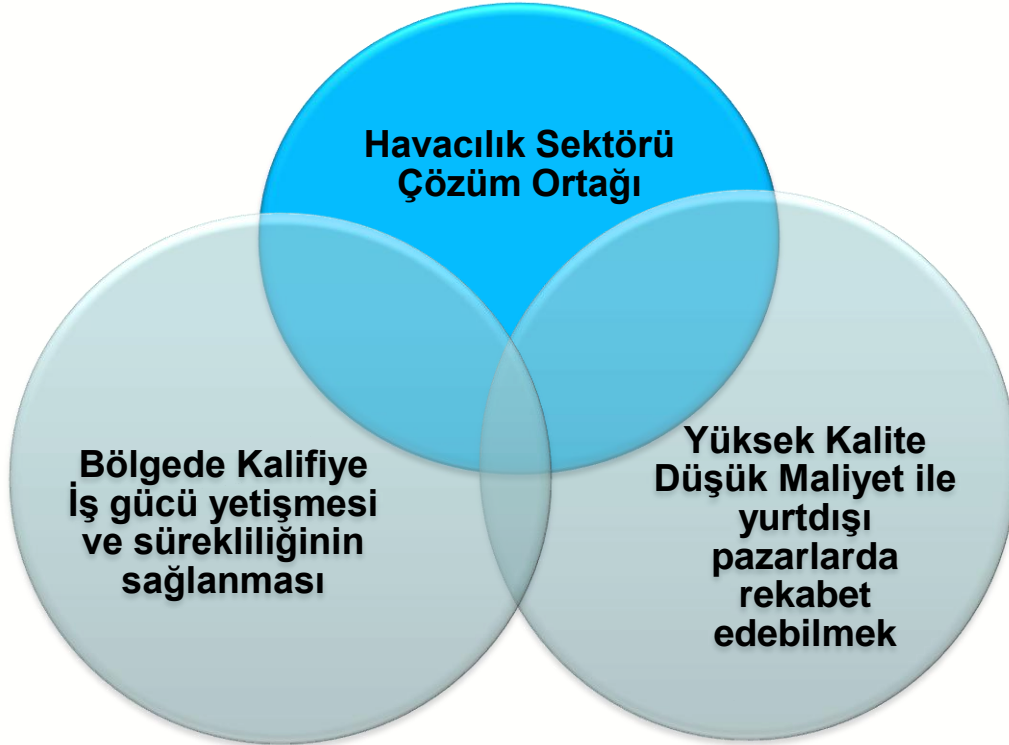 Havacılık Sektörü
Çözüm Ortağı
Bölgede Kalifiye
İş gücü yetişmesi
ve sürekliliğinin
sağlanması
Yüksek Kalite
Düşük Maliyet ile
yurtdışı
pazarlarda
rekabet
edebilmek